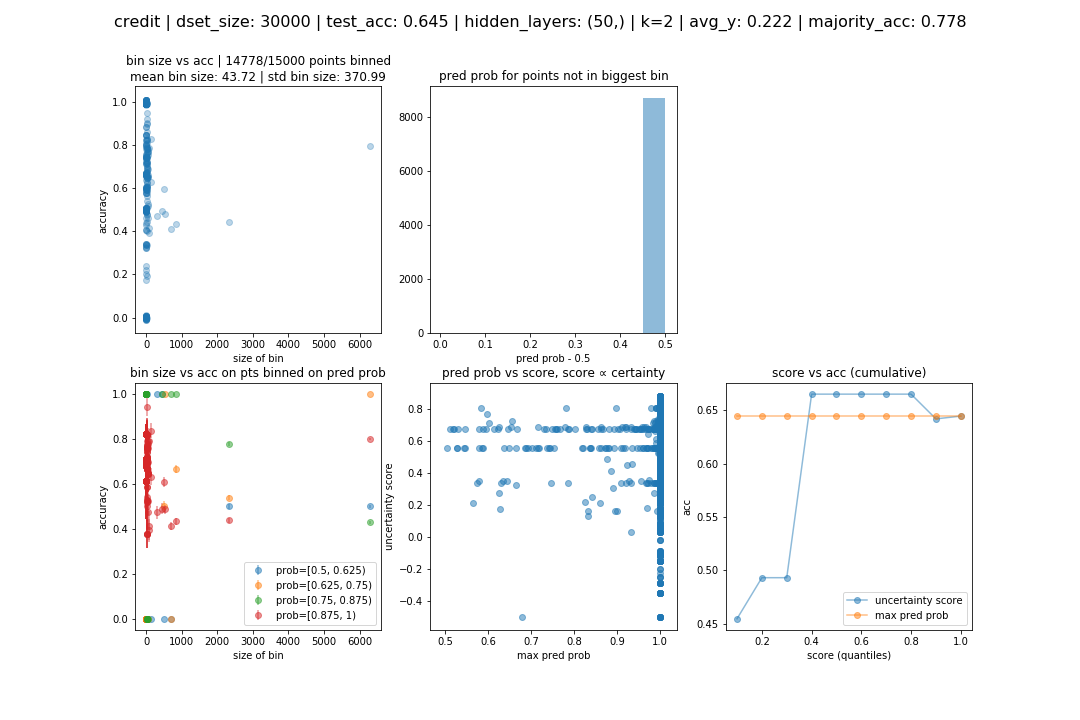 credit | dset_size: 30000 | test_acc: 0.645 | hidden_layers: (50,) | k=2 | avg_y: 0.222 | majority_acc: 0.778
bin size vs acc | 14778/15000 points binned
mean bin size: 43.72 | std bin size: 370.99
1.0
0.8
0.6
0.4
0.2
0.0
accuracy
0 1000 2000 3000 4000 5000 6000
size of bin
pred prob for points not in biggest bin
8000
6000
4000
2000
0
0.0 0.1 0.2 0.3 0.4 0.5
pred prob - 0.5
bin size vs acc on pts binned on pred prob
1.0
0.8
0.6
0.4
0.2
0.0
accuracy
prob=[0.5, 0.625)
prob=[0.625, 0.75)
prob=[0.75, 0.875)
prob=[0.875, 1)
0 1000 2000 3000 4000 5000 6000
size of bin
pred prob vs score, score ∝ certainty
0.8
0.6
0.4
0.2
0.0
−0.2
−0.4
uncertainty score
0.5 0.6 0.7 0.8 0.9 1.0
max pred prob
score vs acc (cumulative)
0.65
0.60
0.55
0.50
0.45
acc
uncertainty score
max pred prob
0.2 0.4 0.6 0.8 1.0
score (quantiles)